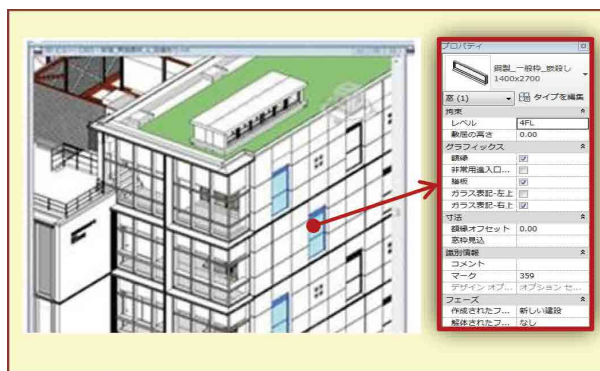 プロパティ
鋼製_一般枠_嵌殺し
1400x2700
窓 (1)
タイプを編集
拘束
レベル 4FL
敷居の高さ 0.00
グラフィックス
額縁
非常用進入口...
膳板
ガラス表記-左上
ガラス表記-右上
寸法
額縁オフセット 0.00
窓枠見込
識別情報
コメント
マーク 359
デザイン オプ... オプション セ...
フェーズ
作成されたフ... 新しい建設
解体されたフ... なし